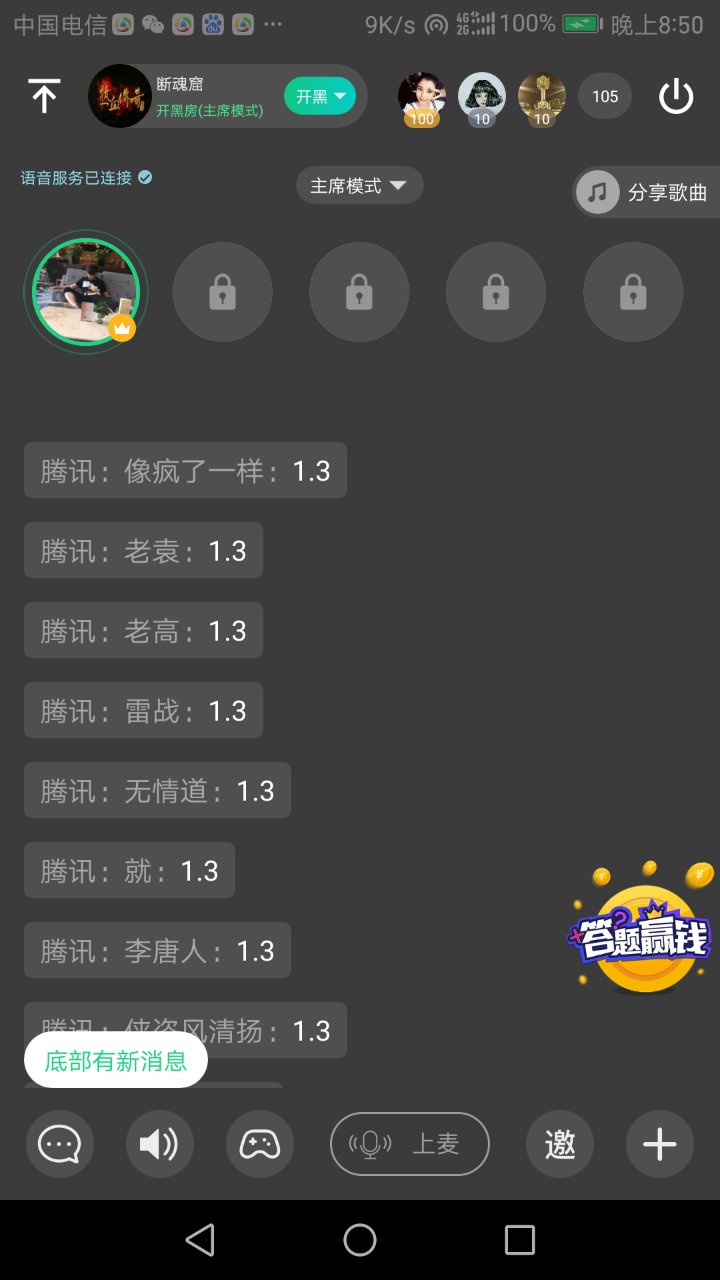 中国电信 ... 9K/s 4G 2G 100% 晚上8:50
断魂窟
开黑房(主席模式)
开黑
100 10 10 105
语音服务已连接
主席模式
分享歌曲
腾讯：像疯了一样：1.3
腾讯：老袁：1.3
腾讯：老高：1.3
腾讯：雷战：1.3
腾讯：无情道：1.3
腾讯：就：1.3
腾讯：李唐人：1.3
答题赢钱
腾讯：侠盗风清扬：1.3
底部有新消息
上麦
邀